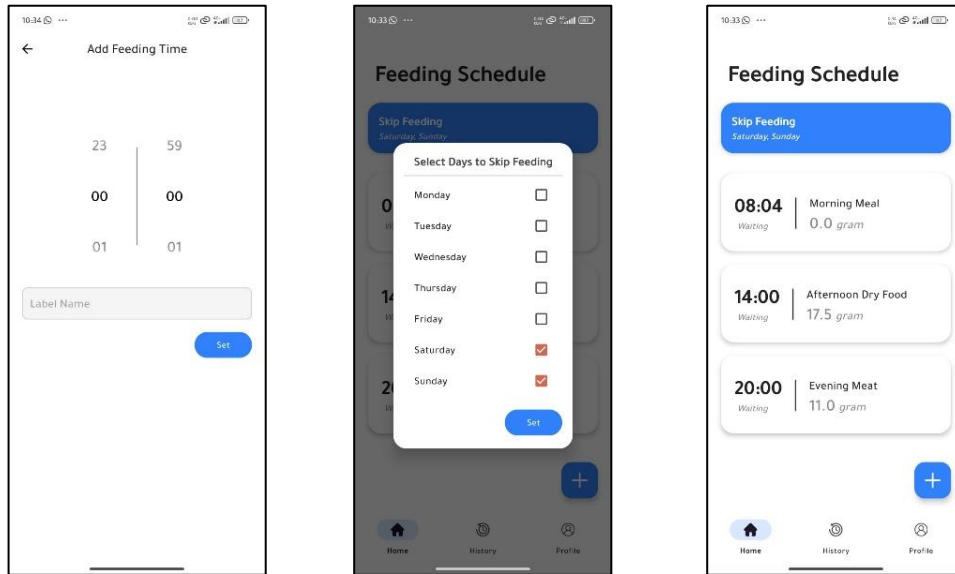 10:34
Add Feeding Time
23 59
00 00
01 01
Label Name
Set
10:33
Feeding Schedule
Skip Feeding
Saturday, Sunday
Select Days to Skip Feeding
Monday
Tuesday
Wednesday
Thursday
Friday
Saturday
Sunday
Set
Home History Profile
10:33
Feeding Schedule
Skip Feeding
Saturday, Sunday
08:04 Morning Meal
Waiting 0.0 gram
14:00 Afternoon Dry Food
Waiting 17.5 gram
20:00 Evening Meat
Waiting 11.0 gram
Home History Profile